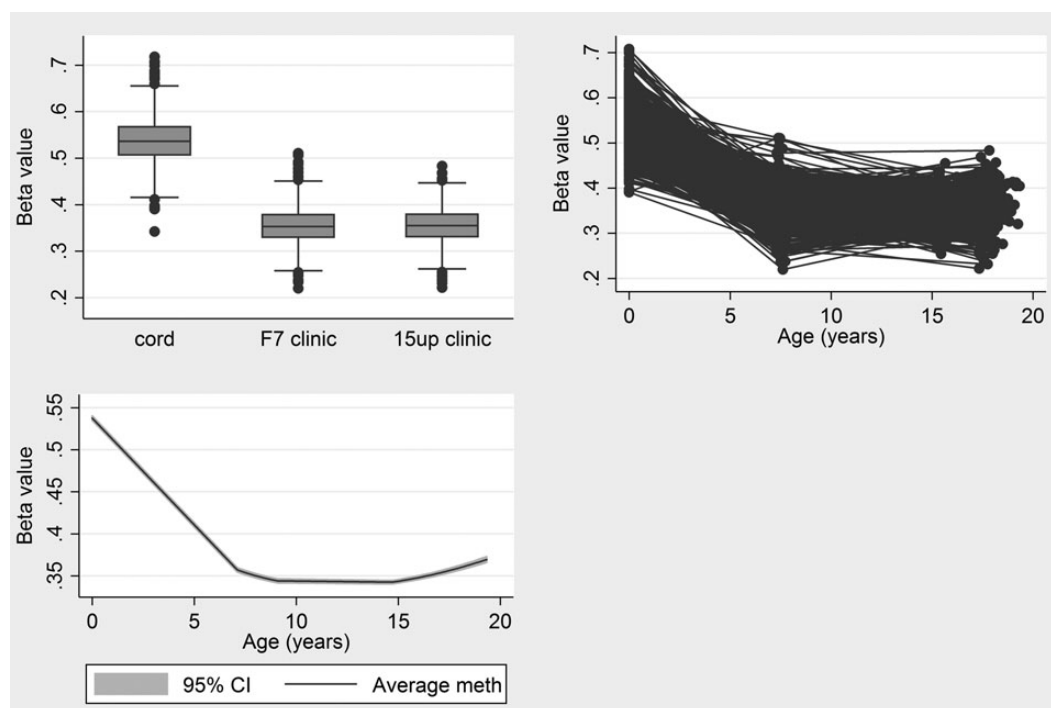 Beta value
.7
.6
.5
.4
.3
.2
cord F7 clinic 15up clinic
Beta value
.7
.6
.5
.4
.3
.2
0 5 10 15 20
Age (years)
Beta value
.55
.5
.45
.4
.35
0 5 10 15 20
Age (years)
95% CI Average meth